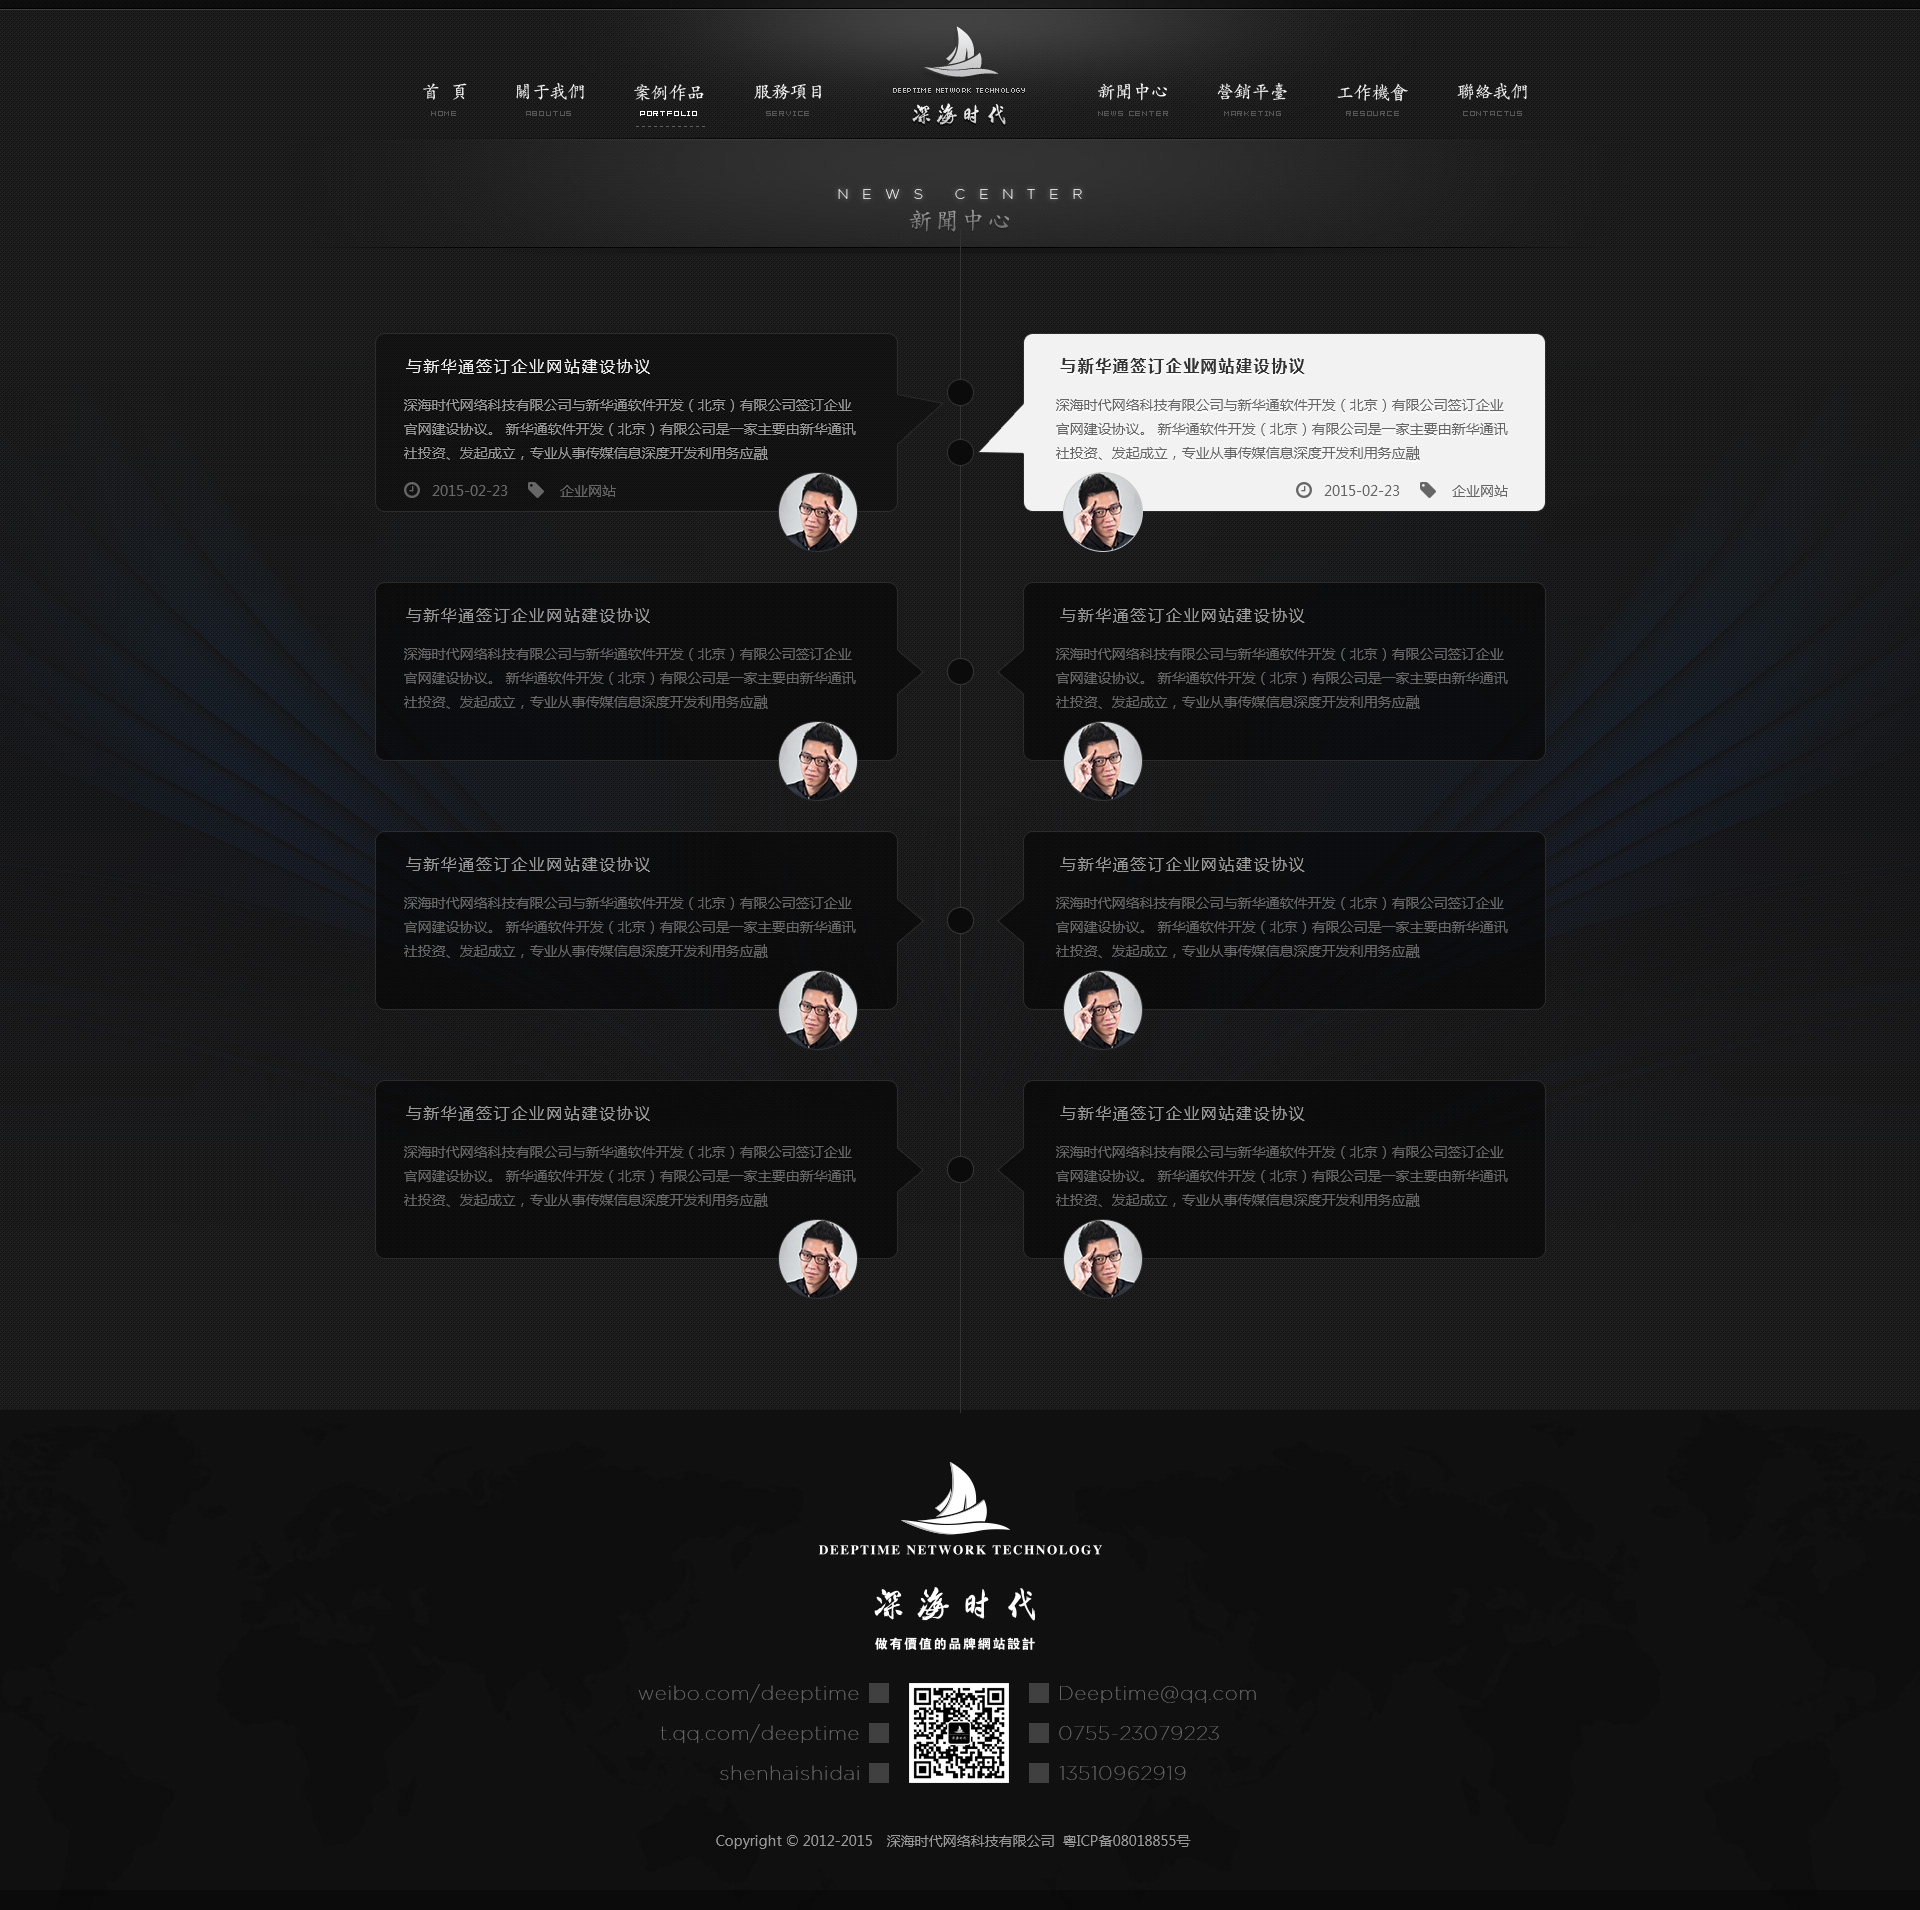 首 頁
HOME
關于我們
ABOUTUS
案例作品
PORTFOLIO
服務項目
SERVICE
DEEPTIME NETWORK TECHNOLOGY
深海时代
新聞中心
NEWS CENTER
營銷平臺
MARKETING
工作機會
RESOURCE
聯絡我們
CONTACTUS
NEWS CENTER
新聞中心
与新华通签订企业网站建设协议
深海时代网络科技有限公司与新华通软件开发（北京）有限公司签订企业
官网建设协议。 新华通软件开发（北京）有限公司是一家主要由新华通讯
社投资、发起成立，专业从事传媒信息深度开发利用务应融
2015-02-23 企业网站
与新华通签订企业网站建设协议
深海时代网络科技有限公司与新华通软件开发（北京）有限公司签订企业
官网建设协议。 新华通软件开发（北京）有限公司是一家主要由新华通讯
社投资、发起成立，专业从事传媒信息深度开发利用务应融
2015-02-23 企业网站
与新华通签订企业网站建设协议
深海时代网络科技有限公司与新华通软件开发（北京）有限公司签订企业
官网建设协议。 新华通软件开发（北京）有限公司是一家主要由新华通讯
社投资、发起成立，专业从事传媒信息深度开发利用务应融
与新华通签订企业网站建设协议
深海时代网络科技有限公司与新华通软件开发（北京）有限公司签订企业
官网建设协议。 新华通软件开发（北京）有限公司是一家主要由新华通讯
社投资、发起成立，专业从事传媒信息深度开发利用务应融
与新华通签订企业网站建设协议
深海时代网络科技有限公司与新华通软件开发（北京）有限公司签订企业
官网建设协议。 新华通软件开发（北京）有限公司是一家主要由新华通讯
社投资、发起成立，专业从事传媒信息深度开发利用务应融
与新华通签订企业网站建设协议
深海时代网络科技有限公司与新华通软件开发（北京）有限公司签订企业
官网建设协议。 新华通软件开发（北京）有限公司是一家主要由新华通讯
社投资、发起成立，专业从事传媒信息深度开发利用务应融
与新华通签订企业网站建设协议
深海时代网络科技有限公司与新华通软件开发（北京）有限公司签订企业
官网建设协议。 新华通软件开发（北京）有限公司是一家主要由新华通讯
社投资、发起成立，专业从事传媒信息深度开发利用务应融
与新华通签订企业网站建设协议
深海时代网络科技有限公司与新华通软件开发（北京）有限公司签订企业
官网建设协议。 新华通软件开发（北京）有限公司是一家主要由新华通讯
社投资、发起成立，专业从事传媒信息深度开发利用务应融
DEEPTIME NETWORK TECHNOLOGY
深海时代
做有價值的品牌網站設計
weibo.com/deeptime
t.qq.com/deeptime
shenhaishidai
Deeptime@qq.com
0755-23079223
13510962919
Copyright © 2012-2015 深海时代网络科技有限公司 粤ICP备08018855号